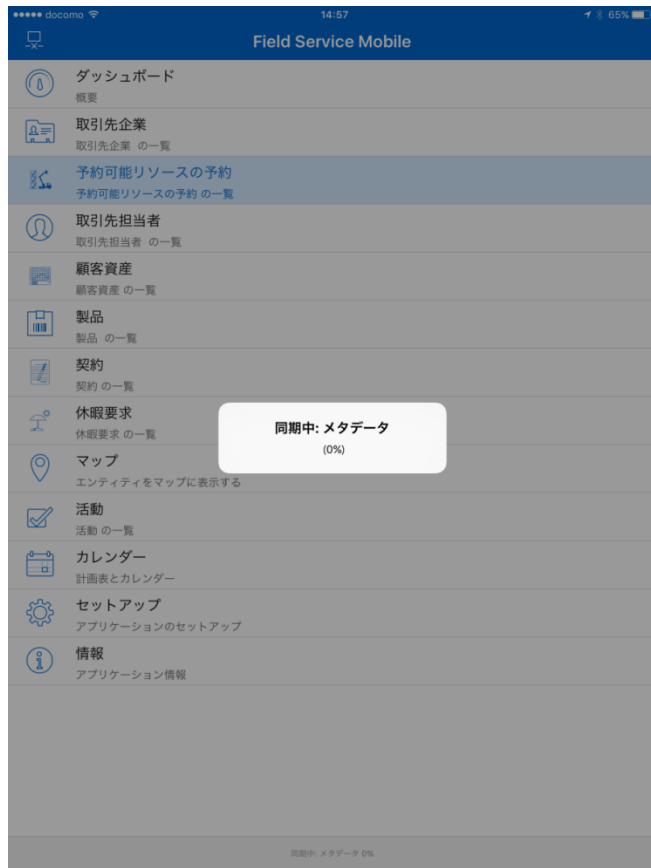 docomo 14:57 65%
Field Service Mobile
ダッシュボード
概要
取引先企業
取引先企業 の一覧
予約可能リソースの予約
予約可能リソースの予約 の一覧
取引先担当者
取引先担当者 の一覧
顧客資産
顧客資産 の一覧
製品
製品 の一覧
契約
契約 の一覧
休暇要求
休暇要求 の一覧
同期中: メタデータ
(0%)
マップ
エンティティをマップに表示する
活動
活動 の一覧
カレンダー
計画表とカレンダー
セットアップ
アプリケーションのセットアップ
情報
アプリケーション情報
同期中: メタデータ 0%